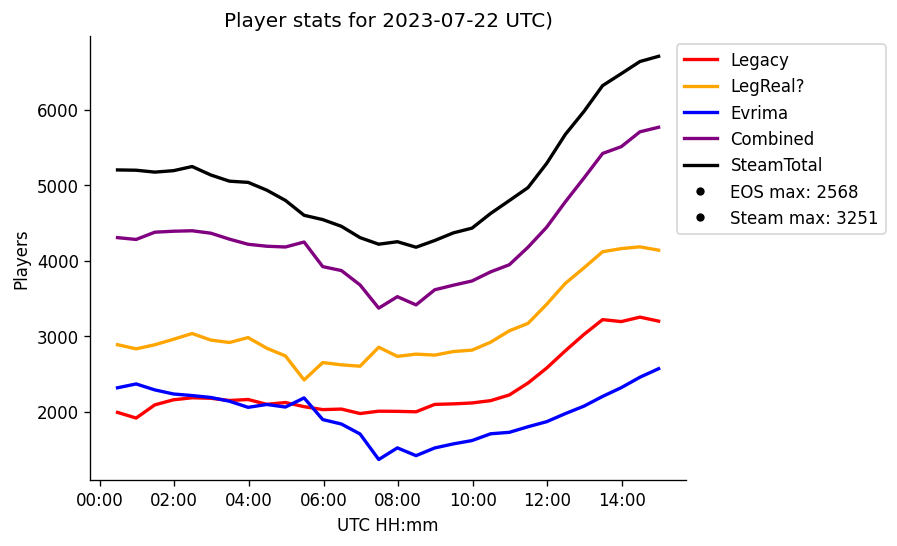 Player stats for 2023-07-22 UTC)
Legacy
LegReal?
Evrima
Combined
SteamTotal
EOS max: 2568
Steam max: 3251
Players
6000
5000
4000
3000
2000
00:00 02:00 04:00 06:00 08:00 10:00 12:00 14:00
UTC HH:mm